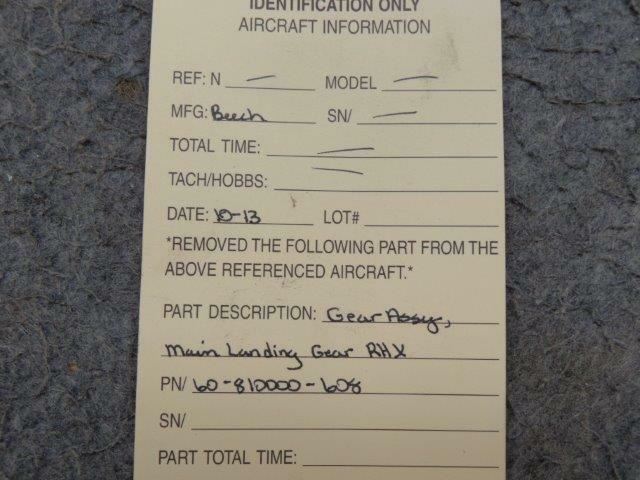 IDENTIFICATION ONLY
AIRCRAFT INFORMATION
REF: N — MODEL —
MFG: Beech SN/ —
TOTAL TIME: —
TACH/HOBBS: —
DATE: 10-13 LOT#
*REMOVED THE FOLLOWING PART FROM THE
ABOVE REFERENCED AIRCRAFT.*
PART DESCRIPTION: Gear Assy,
Main Landing Gear RHX
PN/ 60-810000-608
SN/
PART TOTAL TIME: